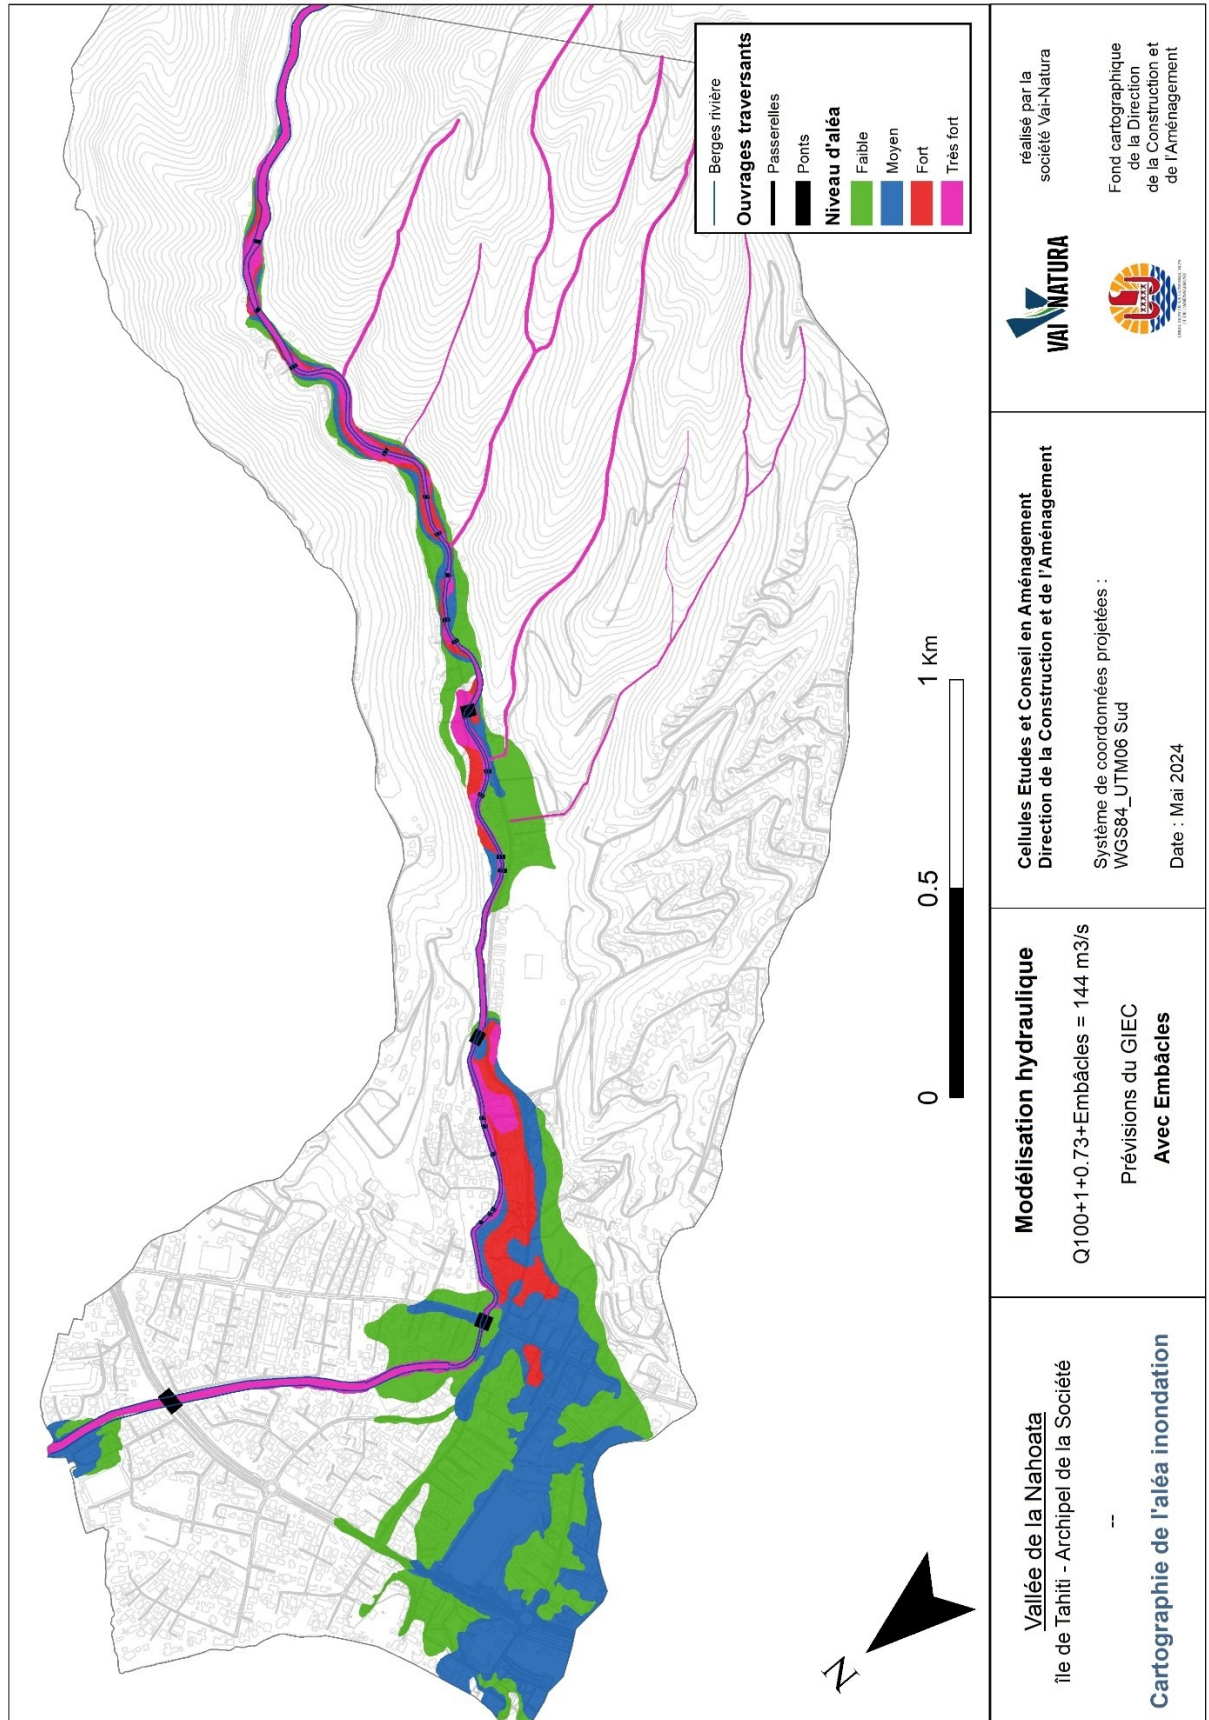 Berges rivière
Ouvrages traversants
Passerelles
Ponts
Niveau d'aléa
Faible
Moyen
Fort
Très fort
N
0
0.5
1 Km
Vallée de la Nahoata
île de Tahiti - Archipel de la Société
--
Cartographie de l'aléa inondation
Modélisation hydraulique
Q100+1+0.73+Embâcles = 144 m3/s
Prévisions du GIEC
Avec Embâcles
Cellules Etudes et Conseil en Aménagement
Direction de la Construction et de l'Aménagement
Système de coordonnées projetées :
WGS84_UTM06 Sud
Date : Mai 2024
VAI NATURA
réalisé par la
société Vai-Natura
Fond cartographique
de la Direction
de la Construction et
de l'Aménagement